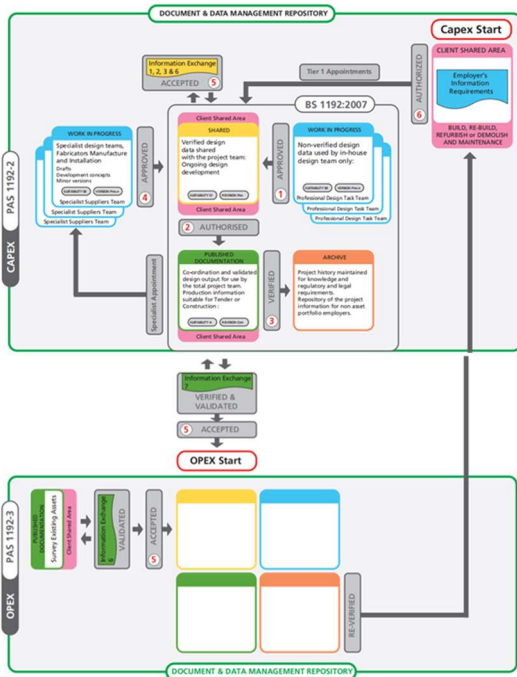 DOCUMENT & DATA MANAGEMENT REPOSITORY
Capex Start
CLIENT SHARED AREA
Employer's
Information
Requirements
BUILD, RE-BUILD,
REFURBISH or DEMOLISH
AND MAINTENANCE
AUTHORIZED
6
Tier 1 Appointments
Information Exchange
1, 2, 3 & 6
ACCEPTED
5
BS 1192:2007
PAS 1192-2
CAPEX
WORK IN PROGRESS
Specialist design teams,
Fabricators Manufacture
and Installation
Drafts
Development concepts
Minor versions
Specialist Suppliers Team
Specialist Suppliers Team
Specialist Suppliers Team
APPROVED
4
Client Shared Area
SHARED
Verified design
data shared
with the project team:
Ongoing design
development
Client Shared Area
APPROVED
1
WORK IN PROGRESS
Non-verified design
data used by in-house
design team only:
Professional Design Task Team
Professional Design Task Team
Professional Design Task Team
2
AUTHORISED
Specialist Appointment
PUBLISHED
DOCUMENTATION
Co-ordination and validated
design output for use by
the total project team.
Production information
suitable for Tender or
Construction :
Client Shared Area
VERIFIED
3
ARCHIVE
Project history maintained
for knowledge and
regulatory and legal
requirements.
Repository of the project
information for non asset
portfolio employers.
Information Exchange
7
VERIFIED &
VALIDATED
5
ACCEPTED
OPEX Start
PAS 1192-3
OPEX
PUBLISHED
DOCUMENTATION
Survey Existing Assets
Client Shared Area
Information Exchange
6
VALIDATED
ACCEPTED
5
RE-VERIFIED
DOCUMENT & DATA MANAGEMENT REPOSITORY